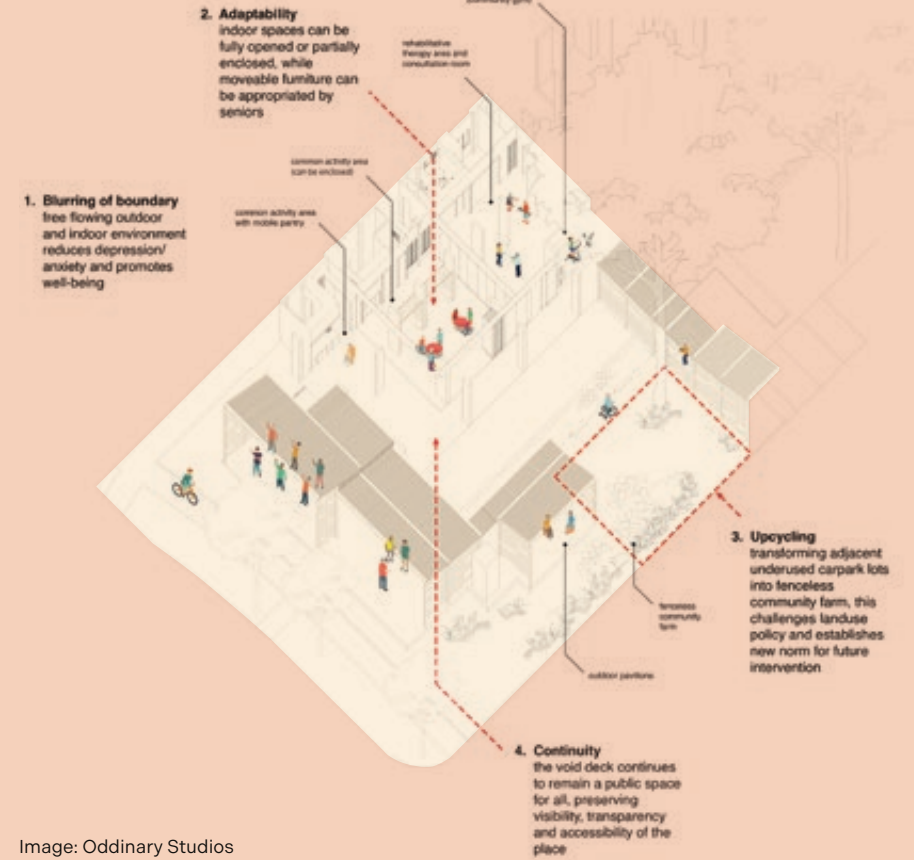 community gym
2. Adaptability
indoor spaces can be
fully opened or partially
enclosed, while
moveable furniture can
be appropriated by
seniors
rehabilitative
therapy area and
consultation room
common activity area
(can be enclosed)
common activity area
with mobile pantry
1. Blurring of boundary
free flowing outdoor
and indoor environment
reduces depression/
anxiety and promotes
well-being
3. Upcycling
transforming adjacent
underused carpark lots
into fenceless
community farm, this
challenges landuse
policy and establishes
new norm for future
intervention
fenceless
community
farm
outdoor pavilions
4. Continuity
the void deck continues
to remain a public space
for all, preserving
visibility, transparency
and accessibility of the
place
Image: Oddinary Studios